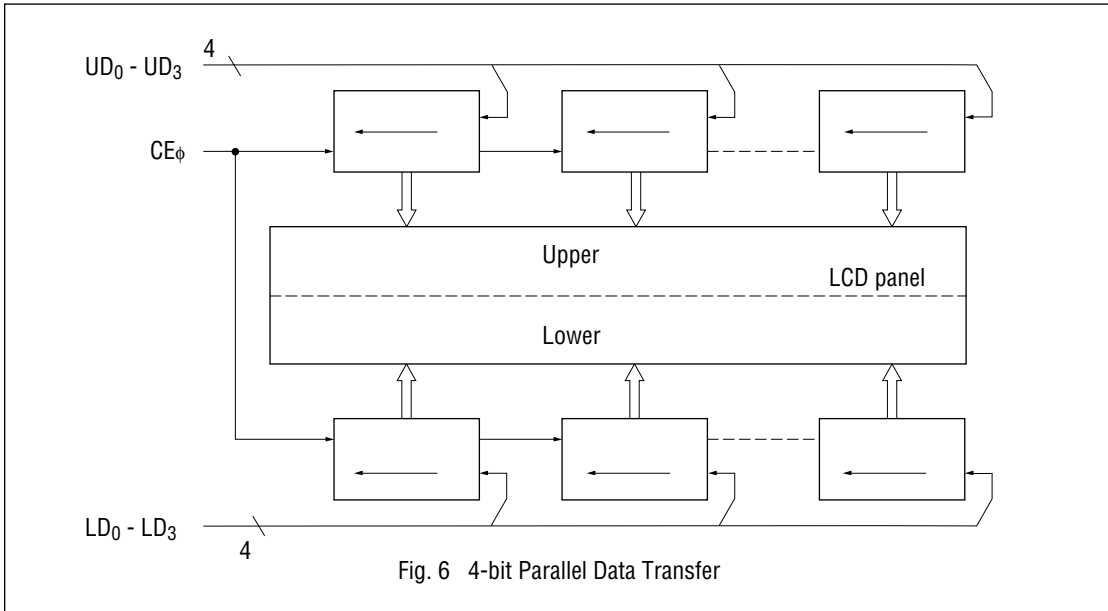 4
UD₀ - UD₃
CEϕ
Upper
LCD panel
Lower
LD₀ - LD₃
4
Fig. 6 4-bit Parallel Data Transfer